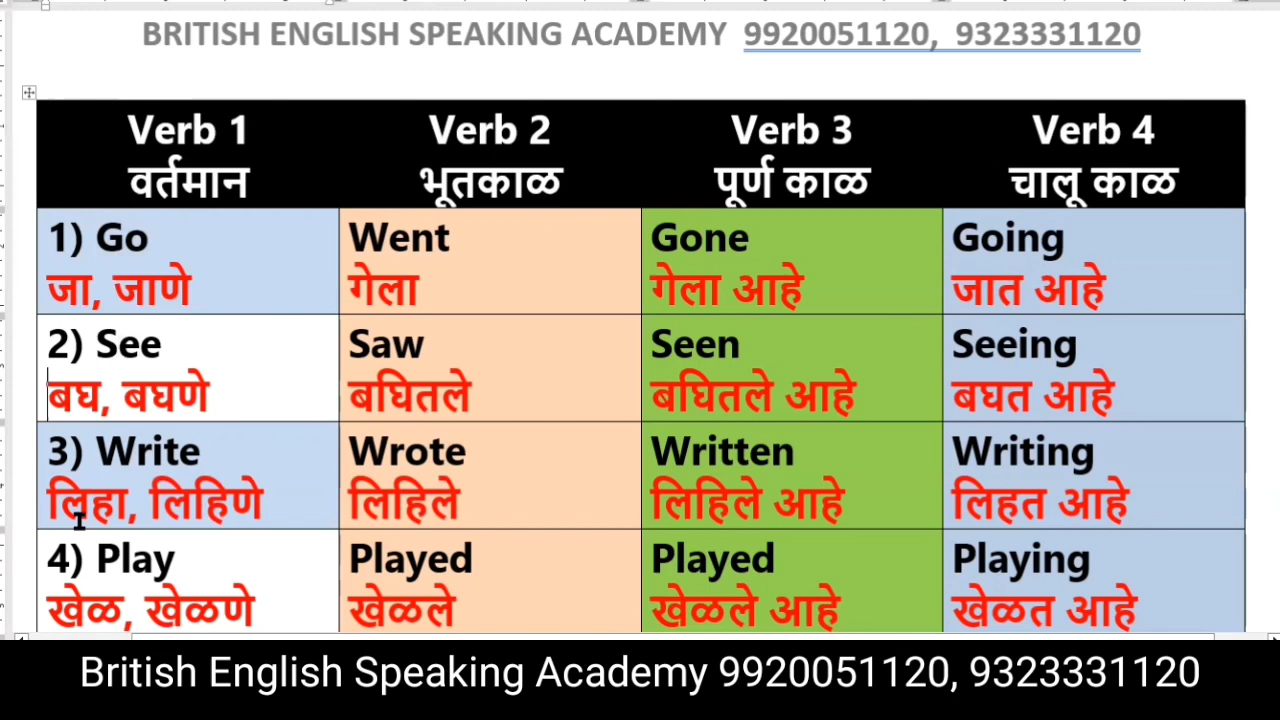 BRITISH ENGLISH SPEAKING ACADEMY 9920051120, 9323331120
Verb 1 Verb 2 Verb 3 Verb 4
वर्तमान भूतकाळ पूर्ण काळ चालू काळ
1) Go Went Gone Going
जा, जाणे गेला गेला आहे जात आहे
2) See Saw Seen Seeing
बघ, बघणे बघितले बघितले आहे बघत आहे
3) Write Wrote Written Writing
लिहा, लिहिणे लिहिले लिहिले आहे लिहत आहे
4) Play Played Played Playing
खेळ, खेळणे खेळले खेळले आहे खेळत आहे
British English Speaking Academy 9920051120, 9323331120